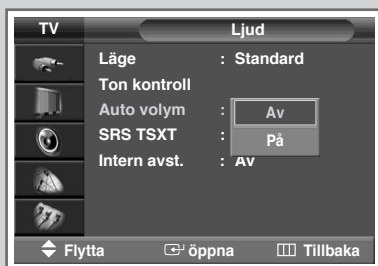 TV Ljud
Läge : Standard
Ton kontroll
Auto volym : Av
SRS TSXT : På
Intern avst. : Av
Flytta öppna Tillbaka